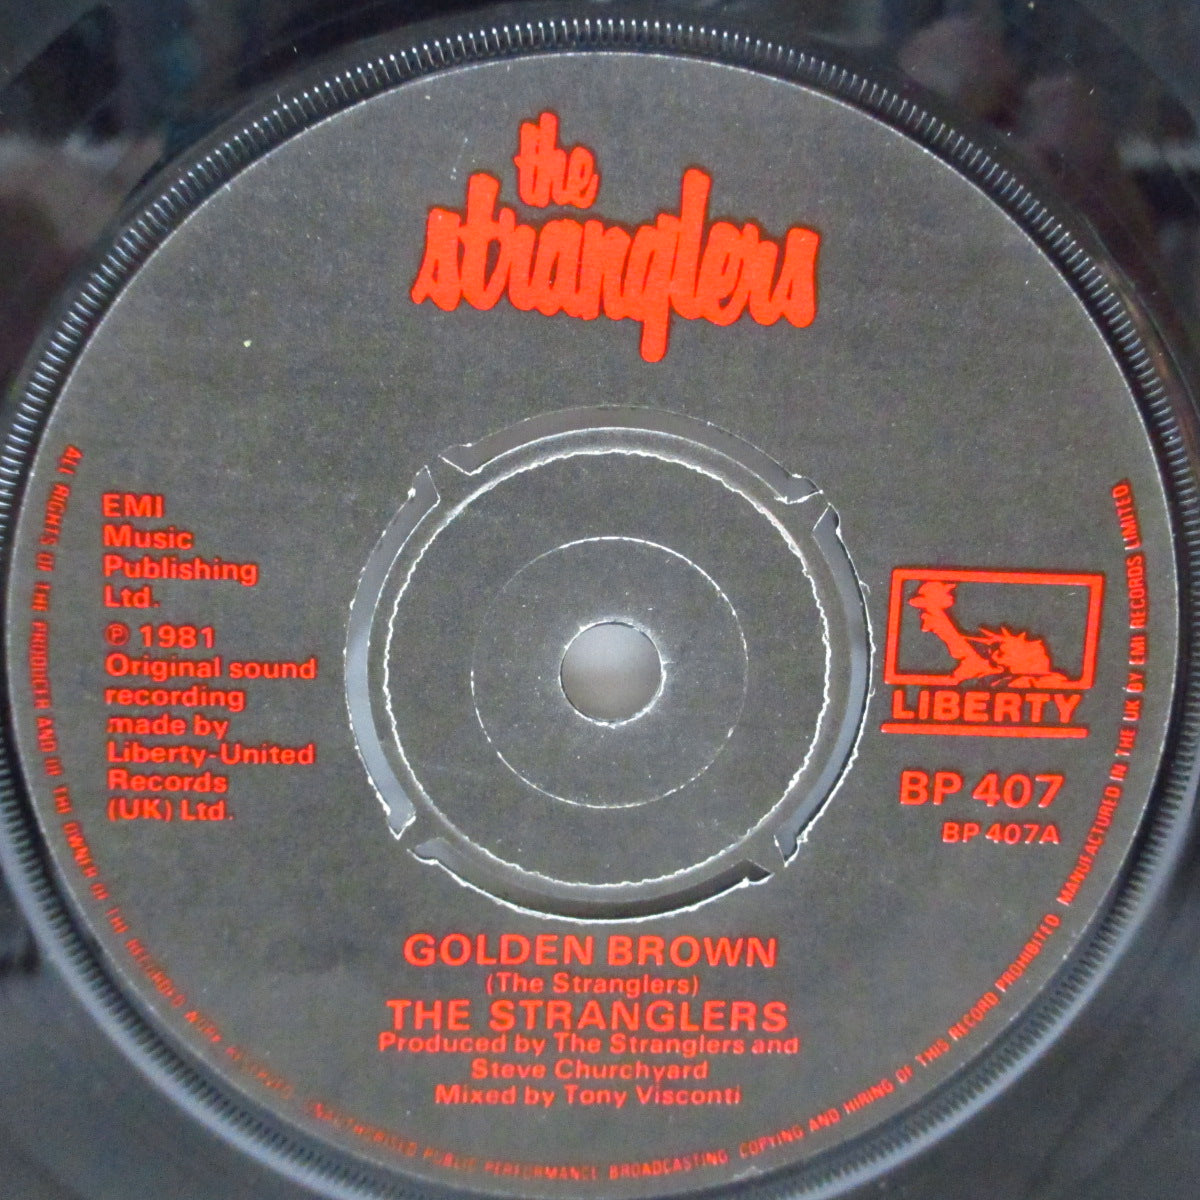 the
stranglers
EMI
Music
Publishing
Ltd.
℗ 1981
Original sound
recording
made by
Liberty-United
Records
(UK) Ltd.
LIBERTY
BP 407
BP 407A
GOLDEN BROWN
(The Stranglers)
THE STRANGLERS
Produced by The Stranglers and
Steve Churchyard
Mixed by Tony Visconti
ALL RIGHTS OF THE PRODUCER AND OF THE OWNER OF THE RECORDED WORK RESERVED. UNAUTHORISED PUBLIC PERFORMANCE BROADCASTING COPYING AND HIRING OF THIS RECORD PROHIBITED MANUFACTURED IN THE UK BY EMI RECORDS LIMITED